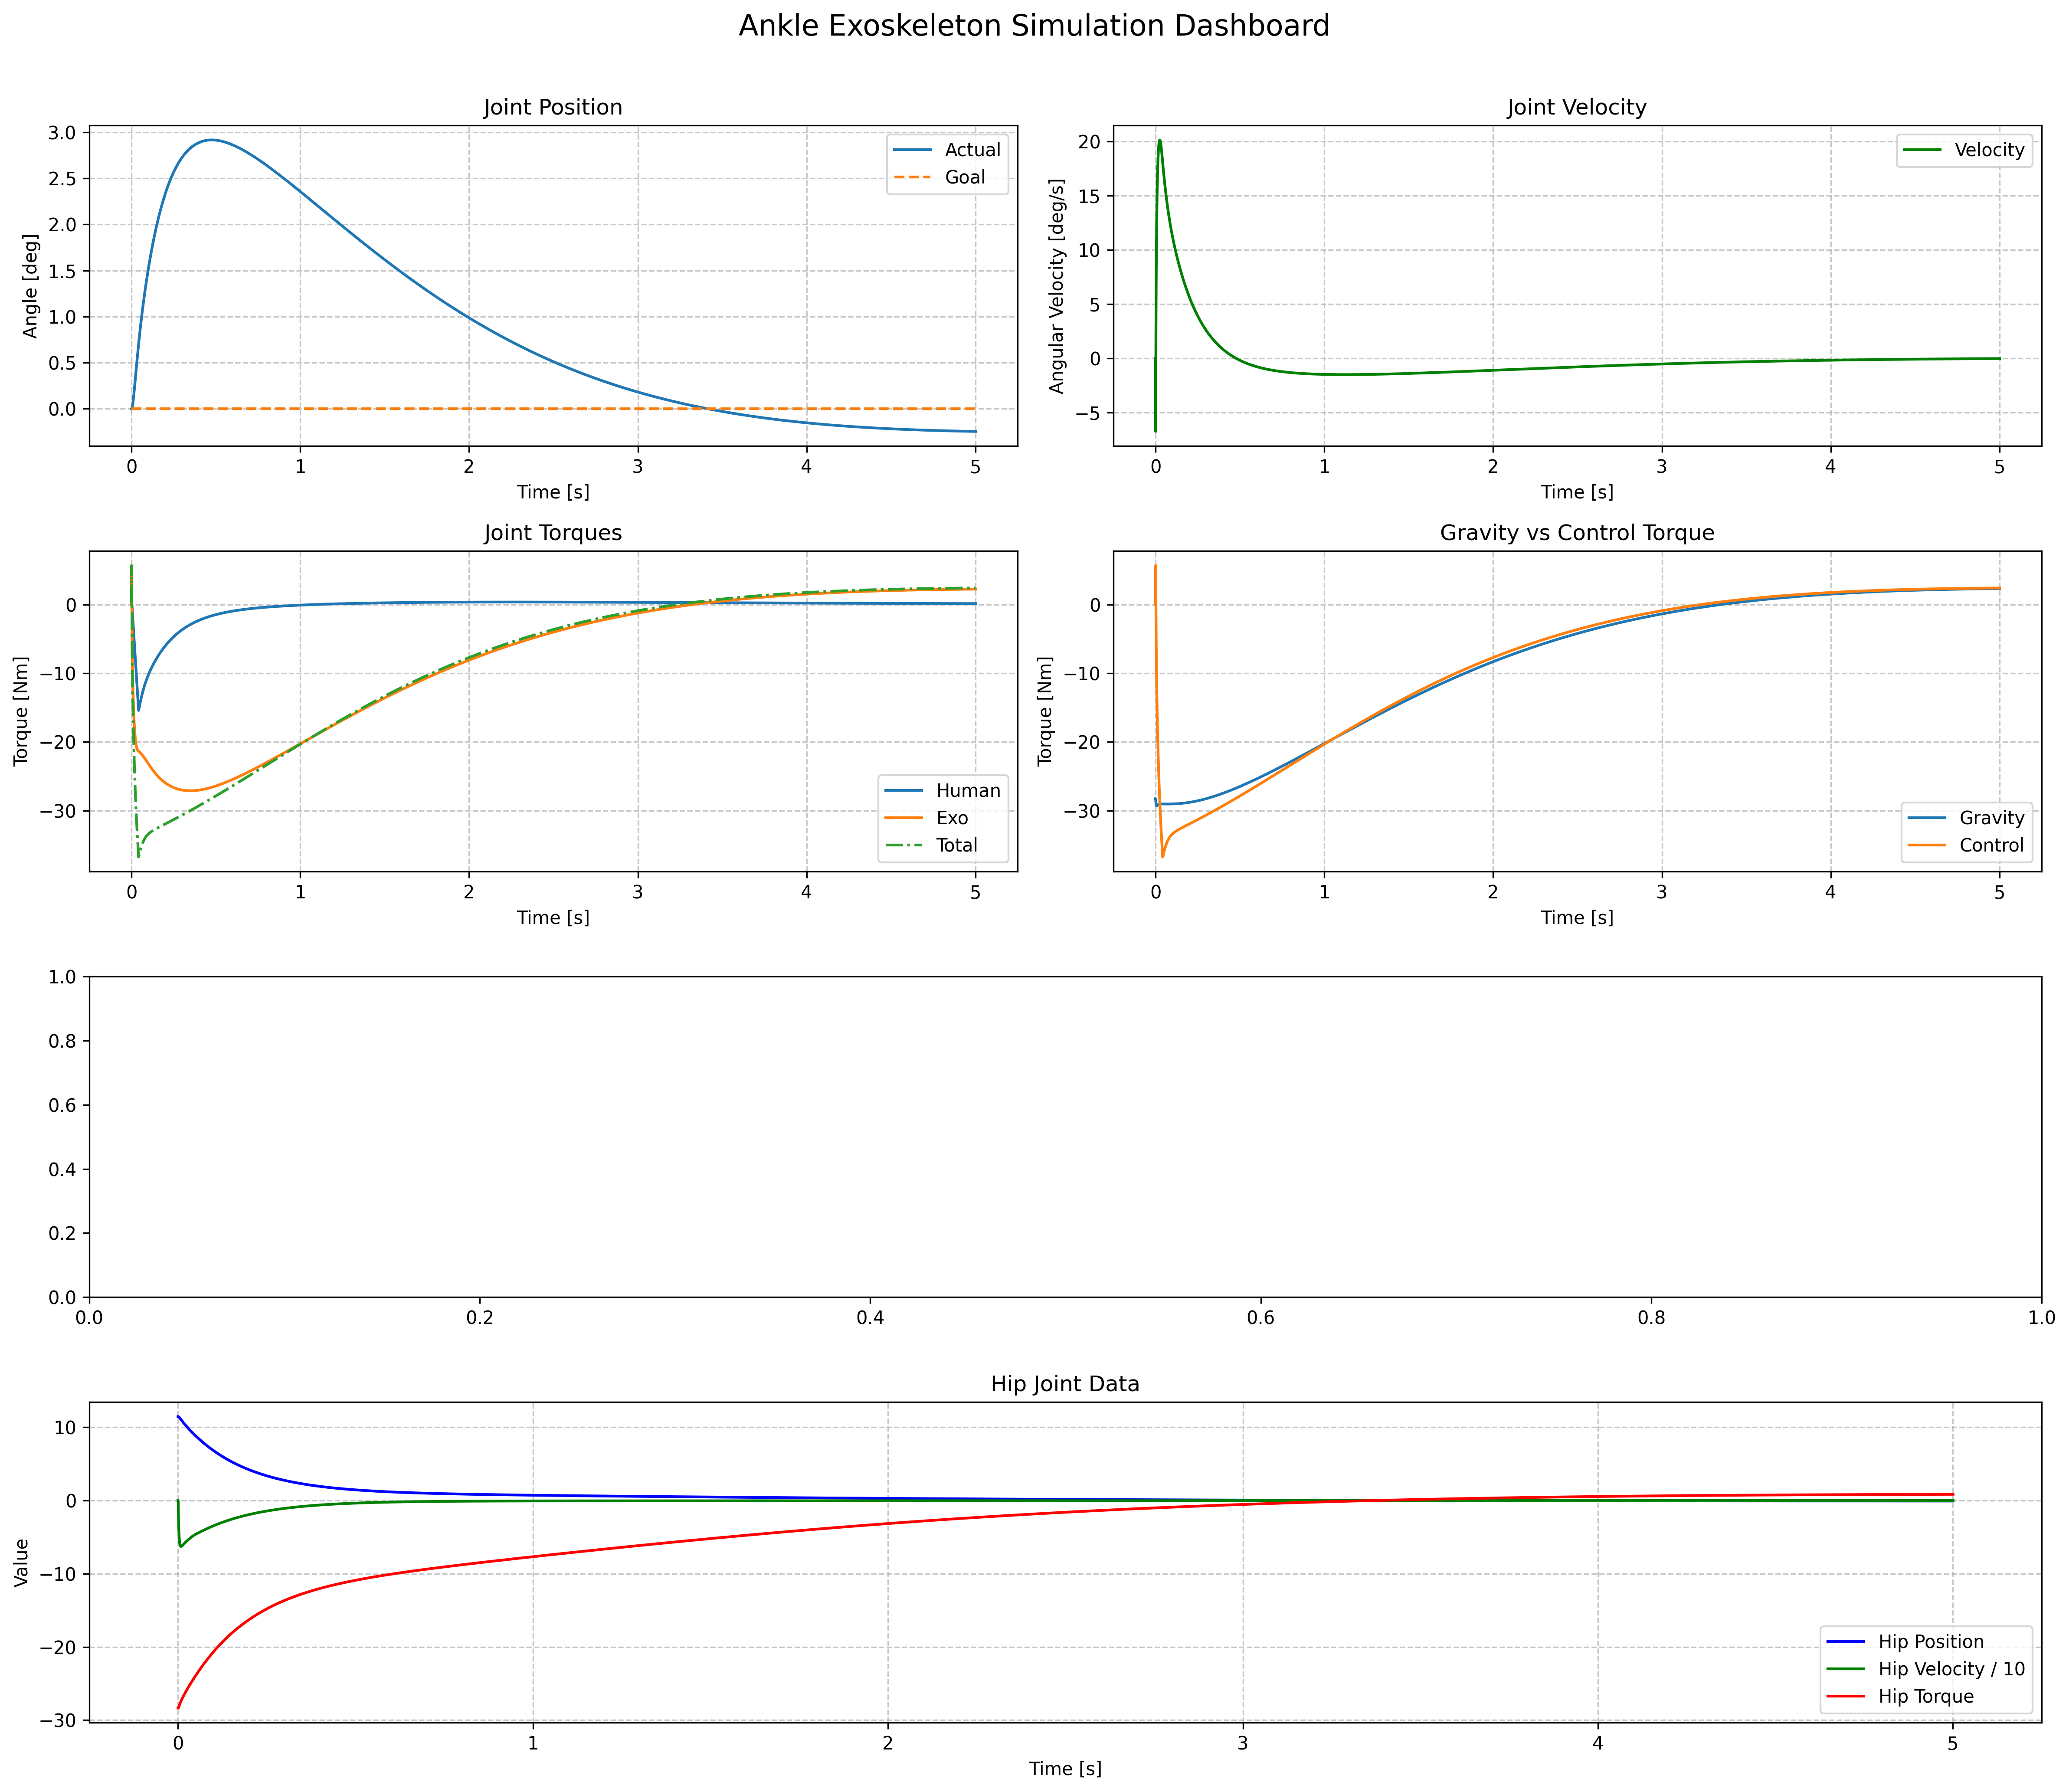 Ankle Exoskeleton Simulation Dashboard
Joint Position
Angle [deg]
3.0
2.5
2.0
1.5
1.0
0.5
0.0
0 1 2 3 4 5
Time [s]
Actual
Goal
Joint Velocity
Angular Velocity [deg/s]
20
15
10
5
0
−5
0 1 2 3 4 5
Time [s]
Velocity
Joint Torques
Torque [Nm]
0
−10
−20
−30
0 1 2 3 4 5
Time [s]
Human
Exo
Total
Gravity vs Control Torque
Torque [Nm]
0
−10
−20
−30
0 1 2 3 4 5
Time [s]
Gravity
Control
1.0
0.8
0.6
0.4
0.2
0.0
0.0 0.2 0.4 0.6 0.8 1.0
Hip Joint Data
Value
10
0
−10
−20
−30
0 1 2 3 4 5
Time [s]
Hip Position
Hip Velocity / 10
Hip Torque